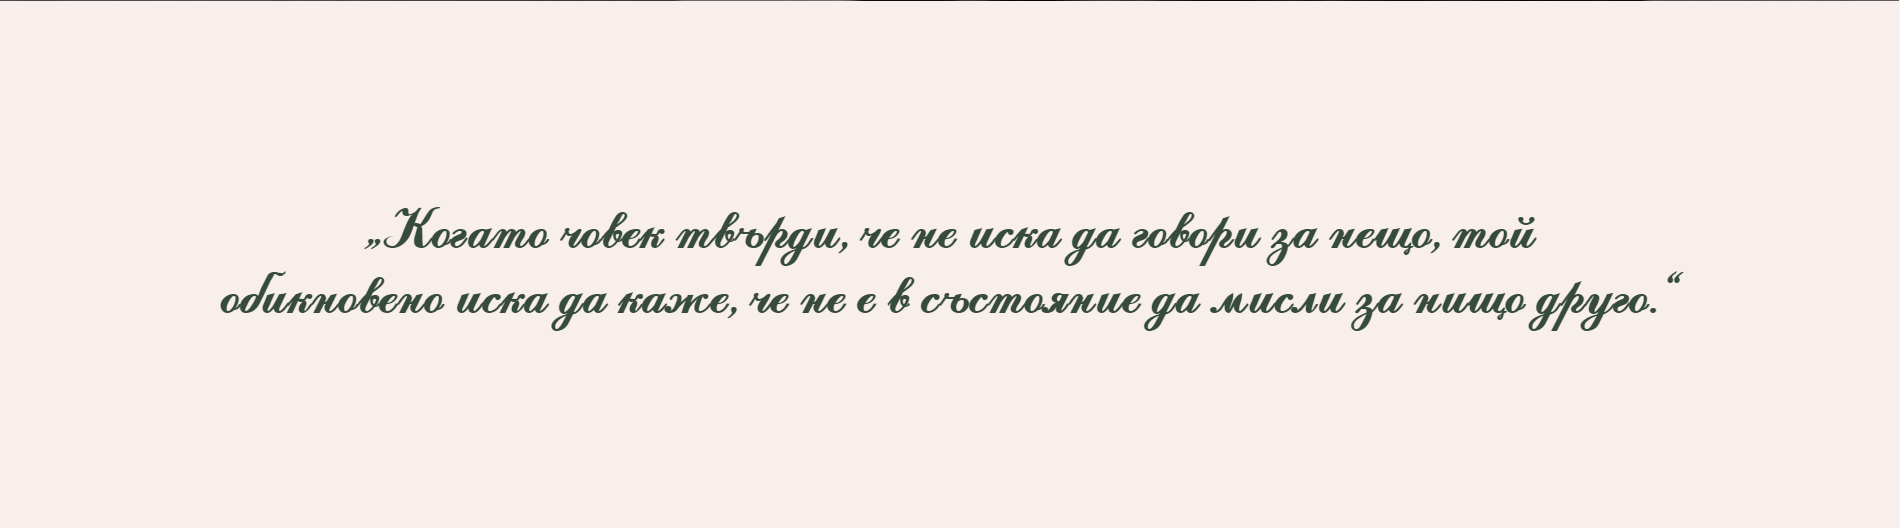 „Когато човек твърди, че не иска да говори за нещо, той
обикновено иска да каже, че не е в състояние да мисли за нищо друго.“